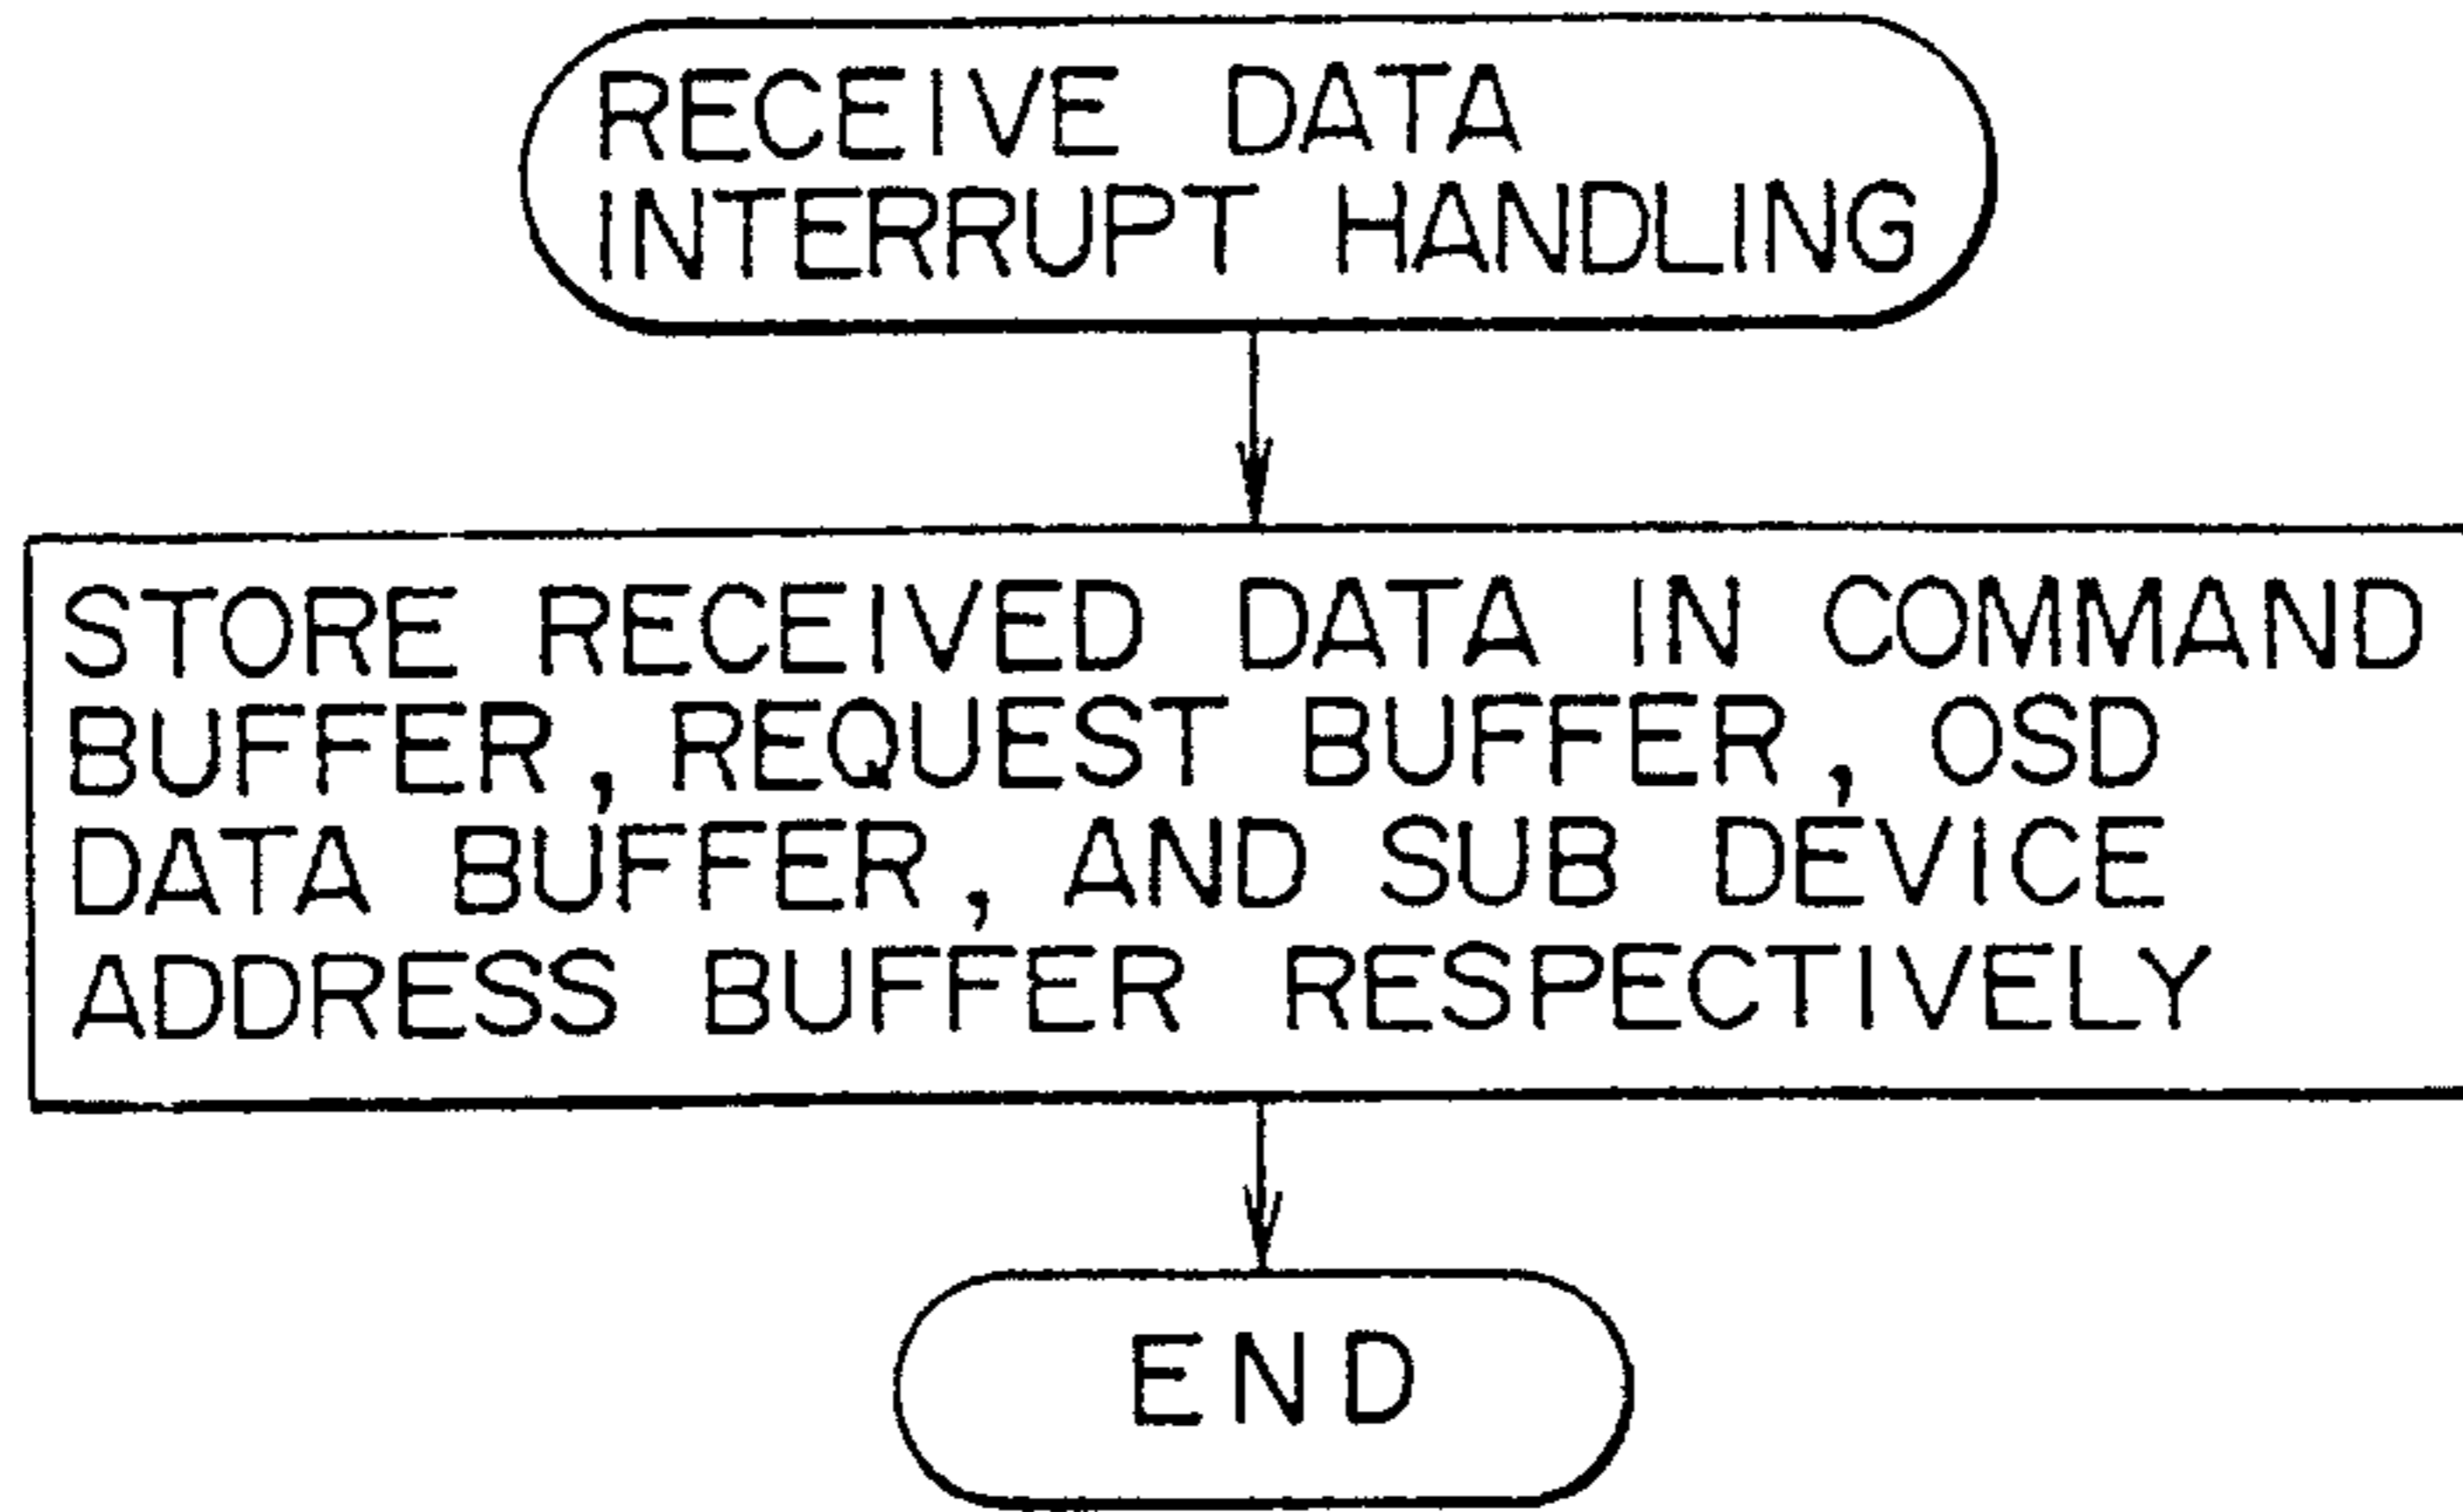 RECEIVE DATA
INTERRUPT HANDLING
STORE RECEIVED DATA IN COMMAND
BUFFER, REQUEST BUFFER, OSD
DATA BUFFER, AND SUB DEVICE
ADDRESS BUFFER RESPECTIVELY
END